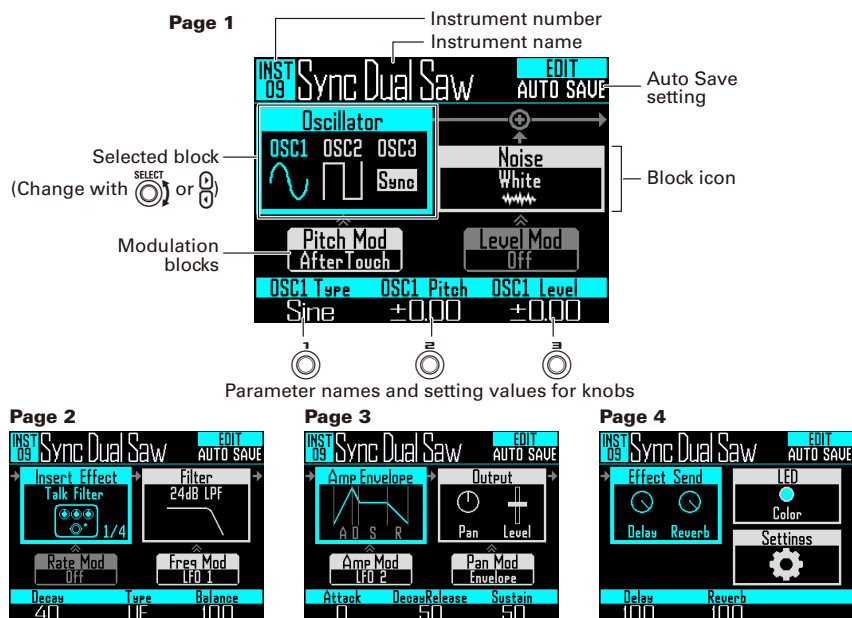 Page 1
Instrument number
Instrument name
INST 09
Sync Dual Saw
EDIT
AUTO SAVE
Auto Save setting
Oscillator
OSC1 OSC2 OSC3
Sync
Selected block
(Change with SELECT or )
Noise
White
Block icon
Modulation blocks
Pitch Mod
AfterTouch
Level Mod
Off
OSC1 Type OSC1 Pitch OSC1 Level
Sine ±0.00 ±0.00
1 2 3
Parameter names and setting values for knobs
Page 2
INST 09
Sync Dual Saw
EDIT
AUTO SAVE
Insert Effect
Talk Filter
1/4
Filter
24dB LPF
Rate Mod
Off
Freq Mod
LFO 1
Decay Type Balance
40 UF 100
Page 3
INST 09
Sync Dual Saw
EDIT
AUTO SAVE
Amp Envelope
A D S R
Output
Pan Level
Amp Mod
LFO 2
Pan Mod
Envelope
Attack DecayRelease Sustain
0 50 50
Page 4
INST 09
Sync Dual Saw
EDIT
AUTO SAVE
Effect Send
Delay Reverb
LED
Color
Settings
Delay Reverb
100 100